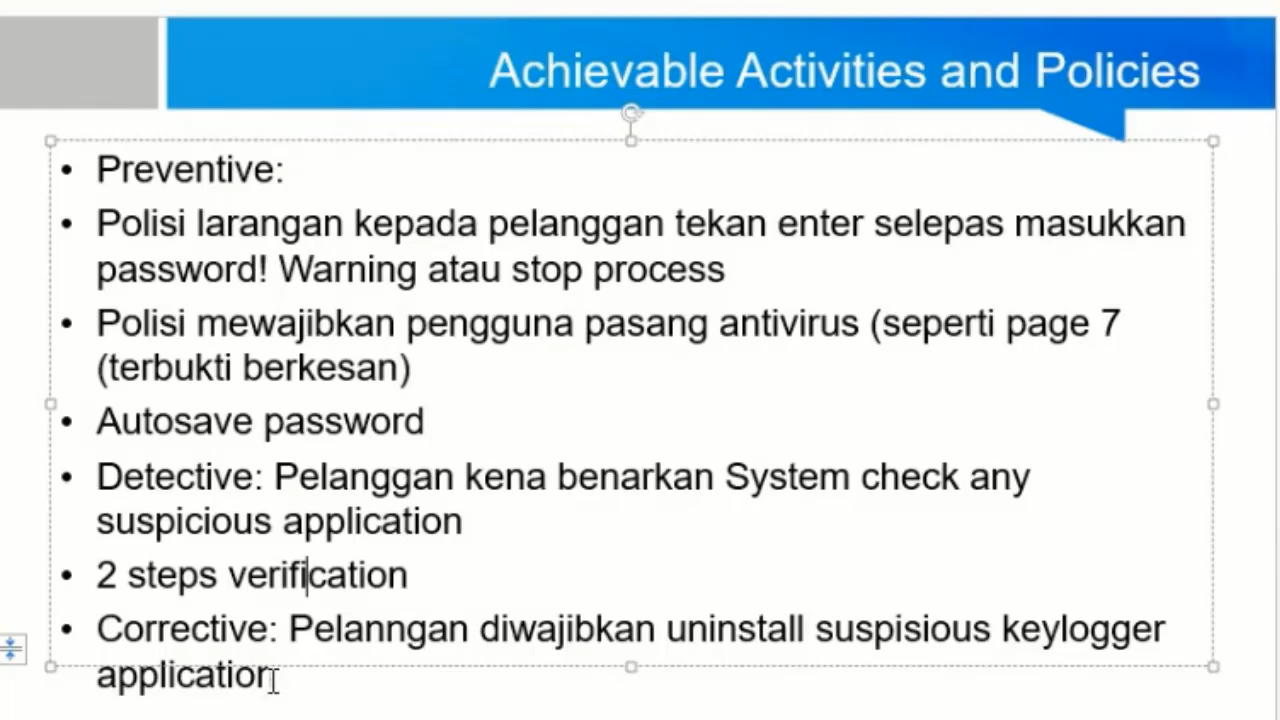 Achievable Activities and Policies
• Preventive:
• Polisi larangan kepada pelanggan tekan enter selepas masukkan
password! Warning atau stop process
• Polisi mewajibkan pengguna pasang antivirus (seperti page 7
(terbukti berkesan)
• Autosave password
• Detective: Pelanggan kena benarkan System check any
suspicious application
• 2 steps verification
• Corrective: Pelanngan diwajibkan uninstall suspisious keylogger
application